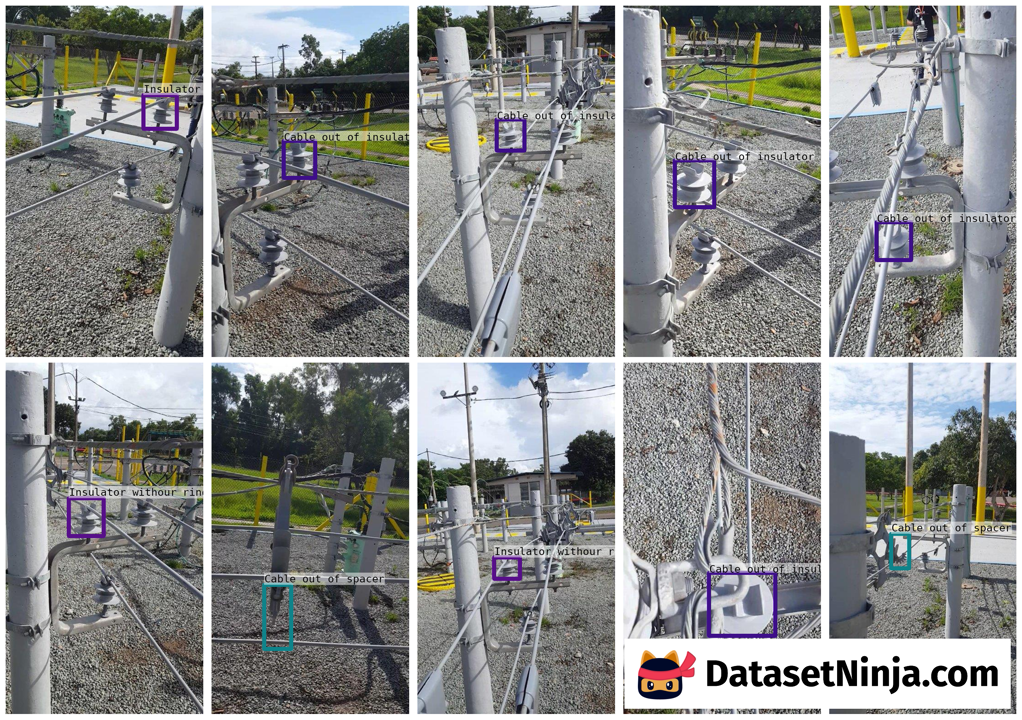 Insulator
Cable out of insulat
Cable out of insula
Cable out of insulator
Cable out of insulator
Insulator withour rin
Cable out of spacer
Insulator withour r
Cable out of insul
Cable out of spacer
DatasetNinja.com